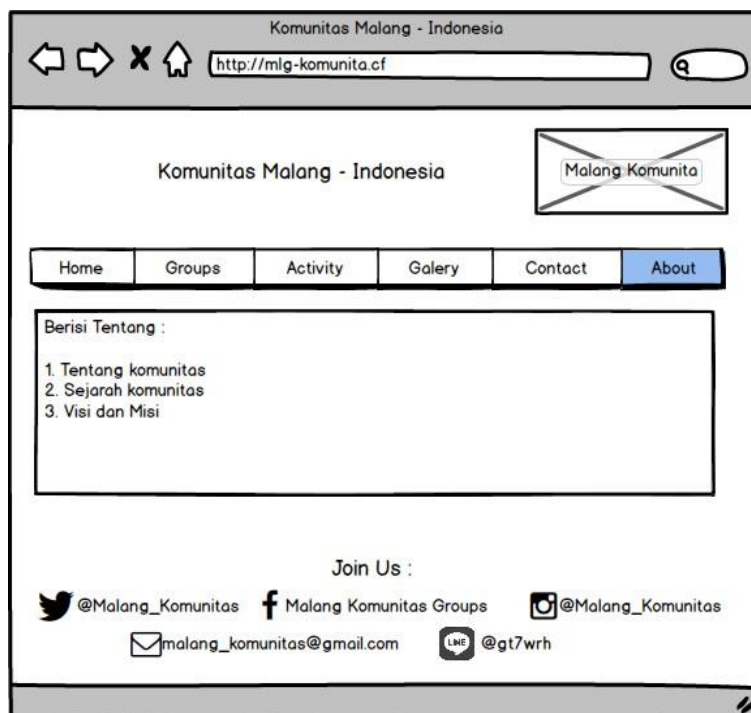 Komunitas Malang - Indonesia
http://mlg-komunita.cf
Komunitas Malang - Indonesia
Malang Komunita
Home Groups Activity Galery Contact About
Berisi Tentang :
1. Tentang komunitas
2. Sejarah komunitas
3. Visi dan Misi
Join Us :
@Malang_Komunitas Malang Komunitas Groups @Malang_Komunitas
malang_komunitas@gmail.com LINE @gt7wrh